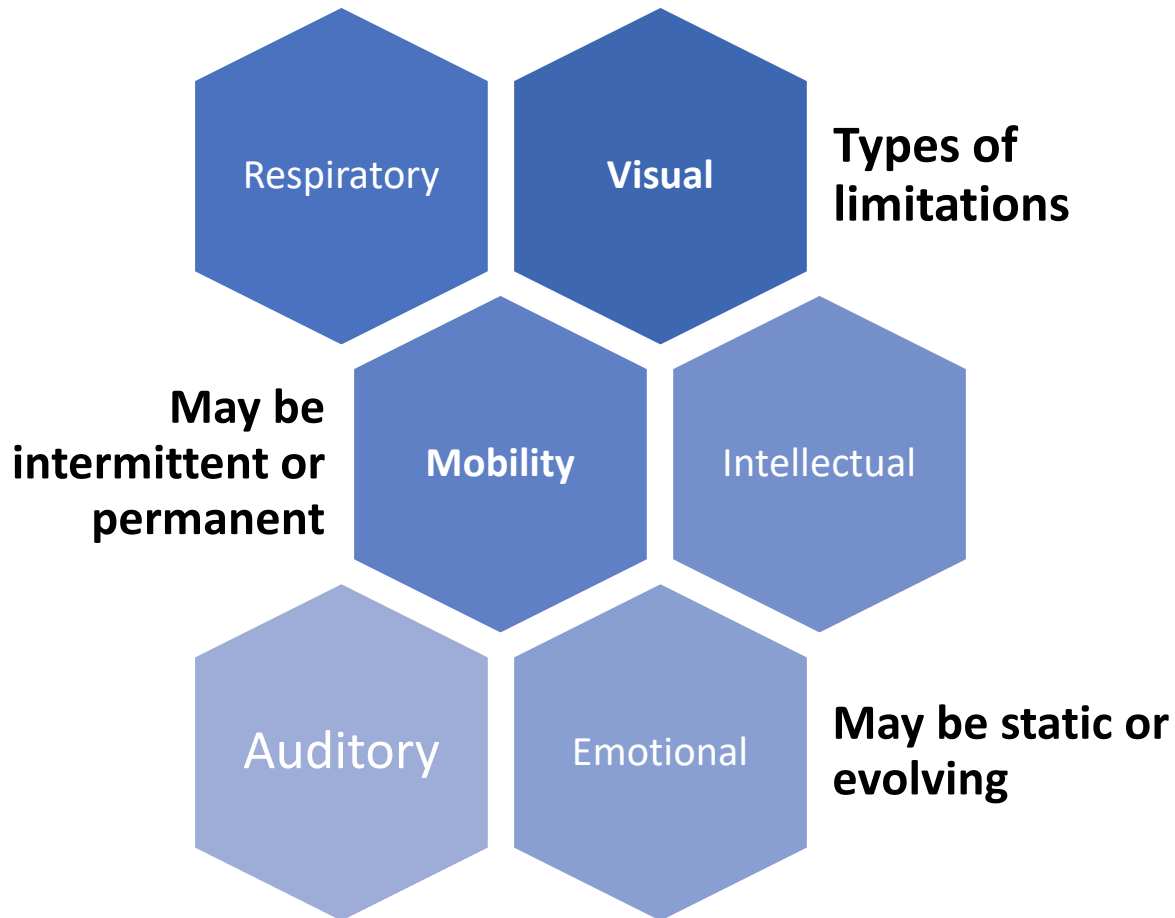 Respiratory
Visual
Types of
limitations
May be
intermittent or
permanent
Mobility
Intellectual
Auditory
Emotional
May be static or
evolving